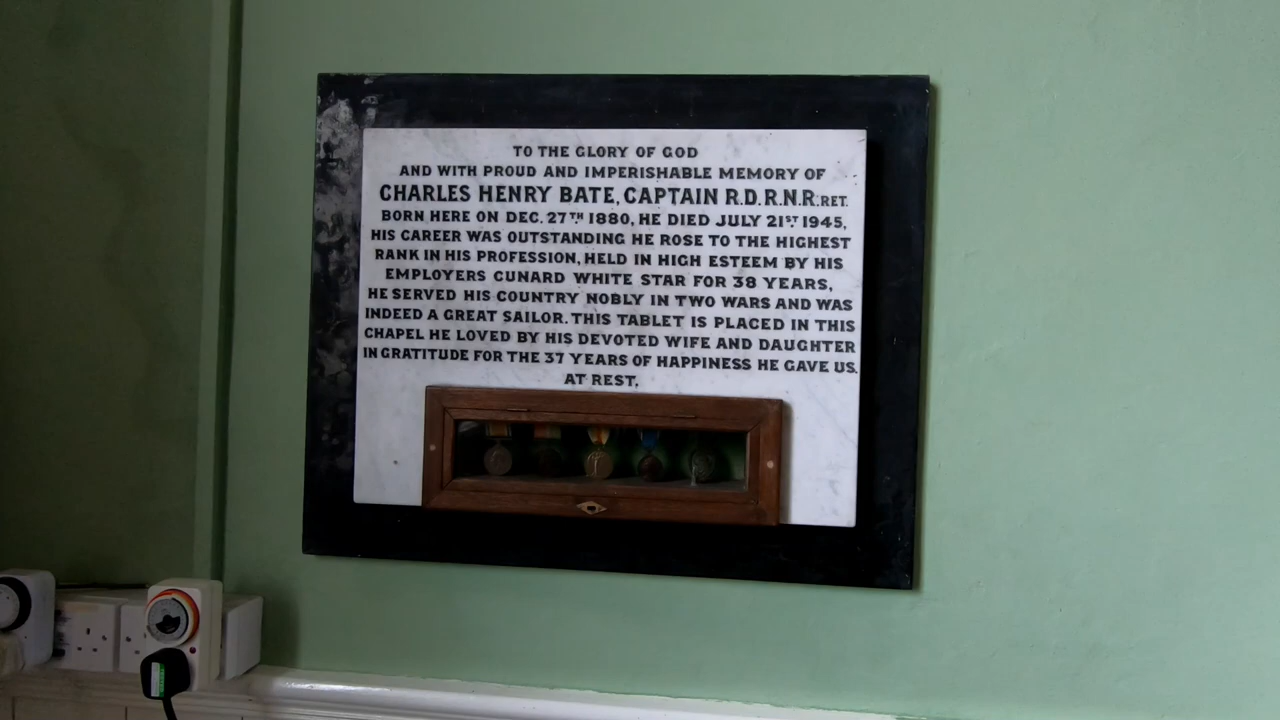 TO THE GLORY OF GOD
AND WITH PROUD AND IMPERISHABLE MEMORY OF
CHARLES HENRY BATE, CAPTAIN R.D.R.N.R.RET.
BORN HERE ON DEC. 27TH 1880, HE DIED JULY 21ST 1945,
HIS CAREER WAS OUTSTANDING HE ROSE TO THE HIGHEST
RANK IN HIS PROFESSION, HELD IN HIGH ESTEEM BY HIS
EMPLOYERS CUNARD WHITE STAR FOR 38 YEARS,
HE SERVED HIS COUNTRY NOBLY IN TWO WARS AND WAS
INDEED A GREAT SAILOR. THIS TABLET IS PLACED IN THIS
CHAPEL HE LOVED BY HIS DEVOTED WIFE AND DAUGHTER
IN GRATITUDE FOR THE 37 YEARS OF HAPPINESS HE GAVE US.
AT REST.